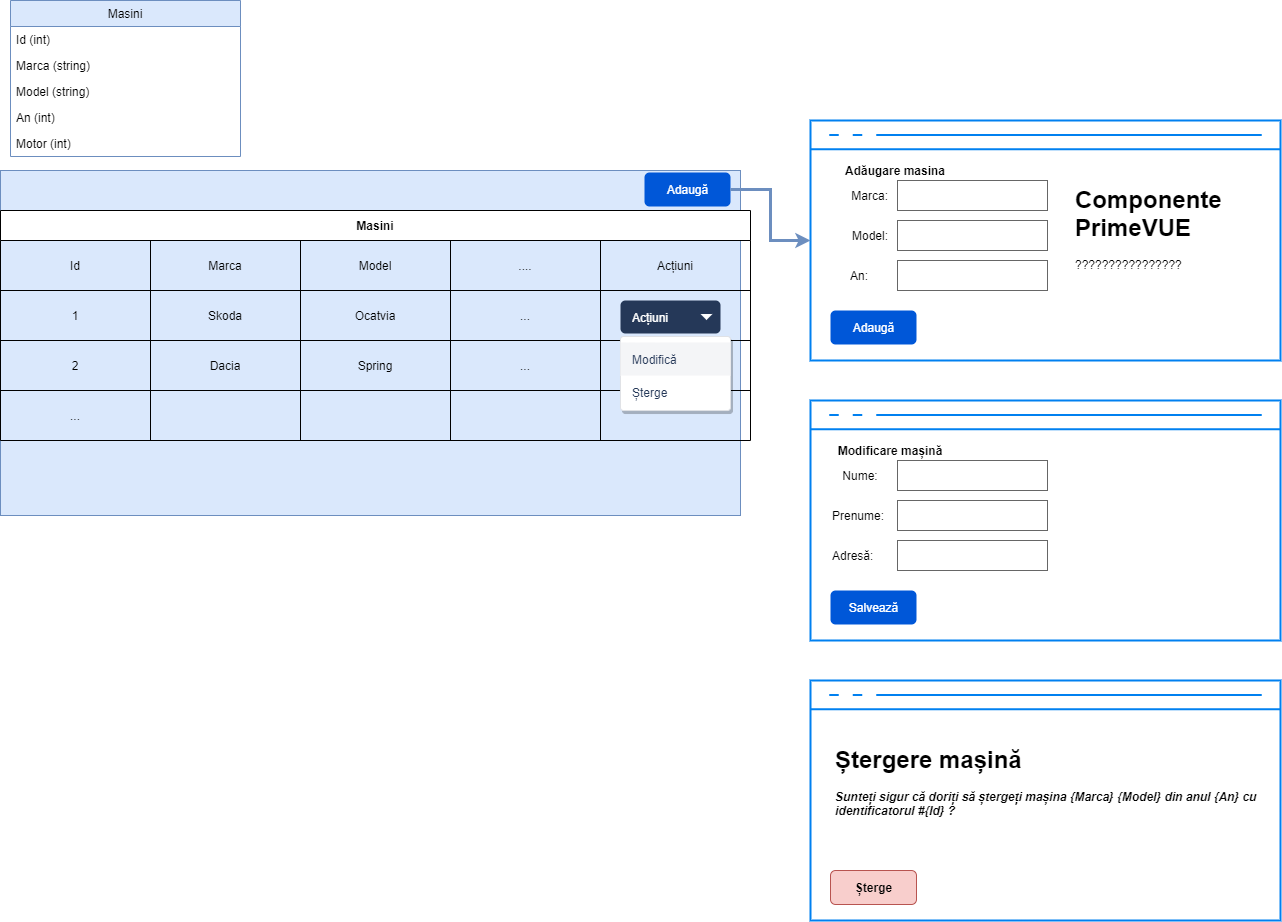 Masini
Id (int)
Marca (string)
Model (string)
An (int)
Motor (int)
Adaugă
Masini
Id Marca Model .... Acțiuni
1 Skoda Ocatvia ... Acțiuni
2 Dacia Spring ...
Modifică
Șterge
...
Adăugare masina
Marca:
Model:
An:
Adaugă
Componente
PrimeVUE
????????????????
Modificare mașină
Nume:
Prenume:
Adresă:
Salvează
Ștergere mașină
Sunteți sigur că doriți să ștergeți mașina {Marca} {Model} din anul {An} cu
identificatorul #{Id} ?
Șterge